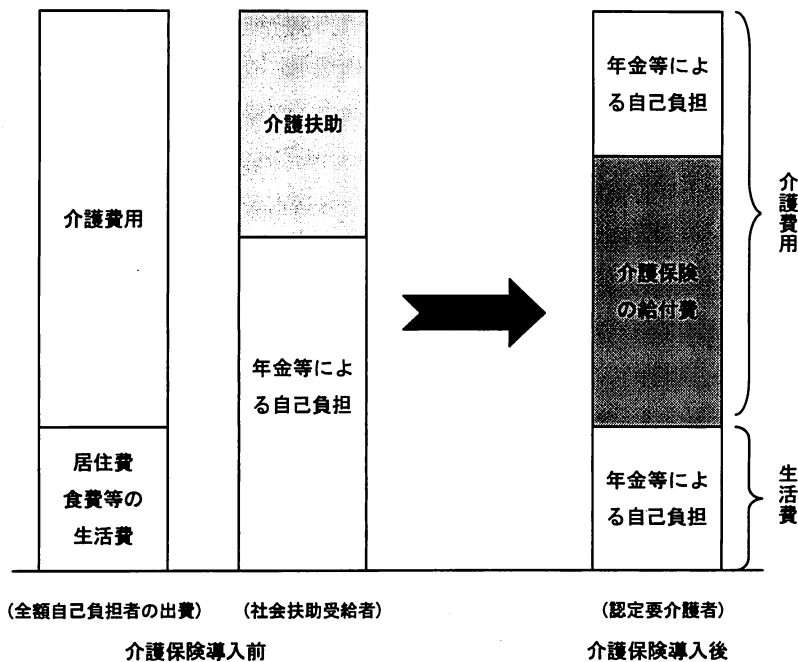 介護費用
居住費
食費等の
生活費
介護扶助
年金等によ
る自己負担
年金等によ
る自己負担
介護保険
の給付費
年金等によ
る自己負担
介護費用
生活費
(全額自己負担者の出費)
(社会扶助受給者)
(認定要介護者)
介護保険導入前
介護保険導入後